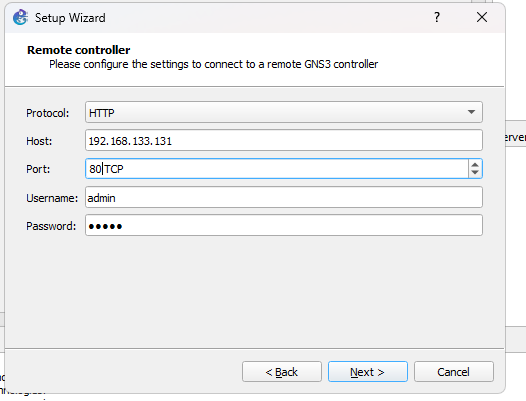 Setup Wizard
?
Remote controller
Please configure the settings to connect to a remote GNS3 controller
Protocol: HTTP
Host: 192.168.133.131
erver
Port: 80 TCP
Username: admin
Password: ●●●●●
< Back
Next >
Cancel